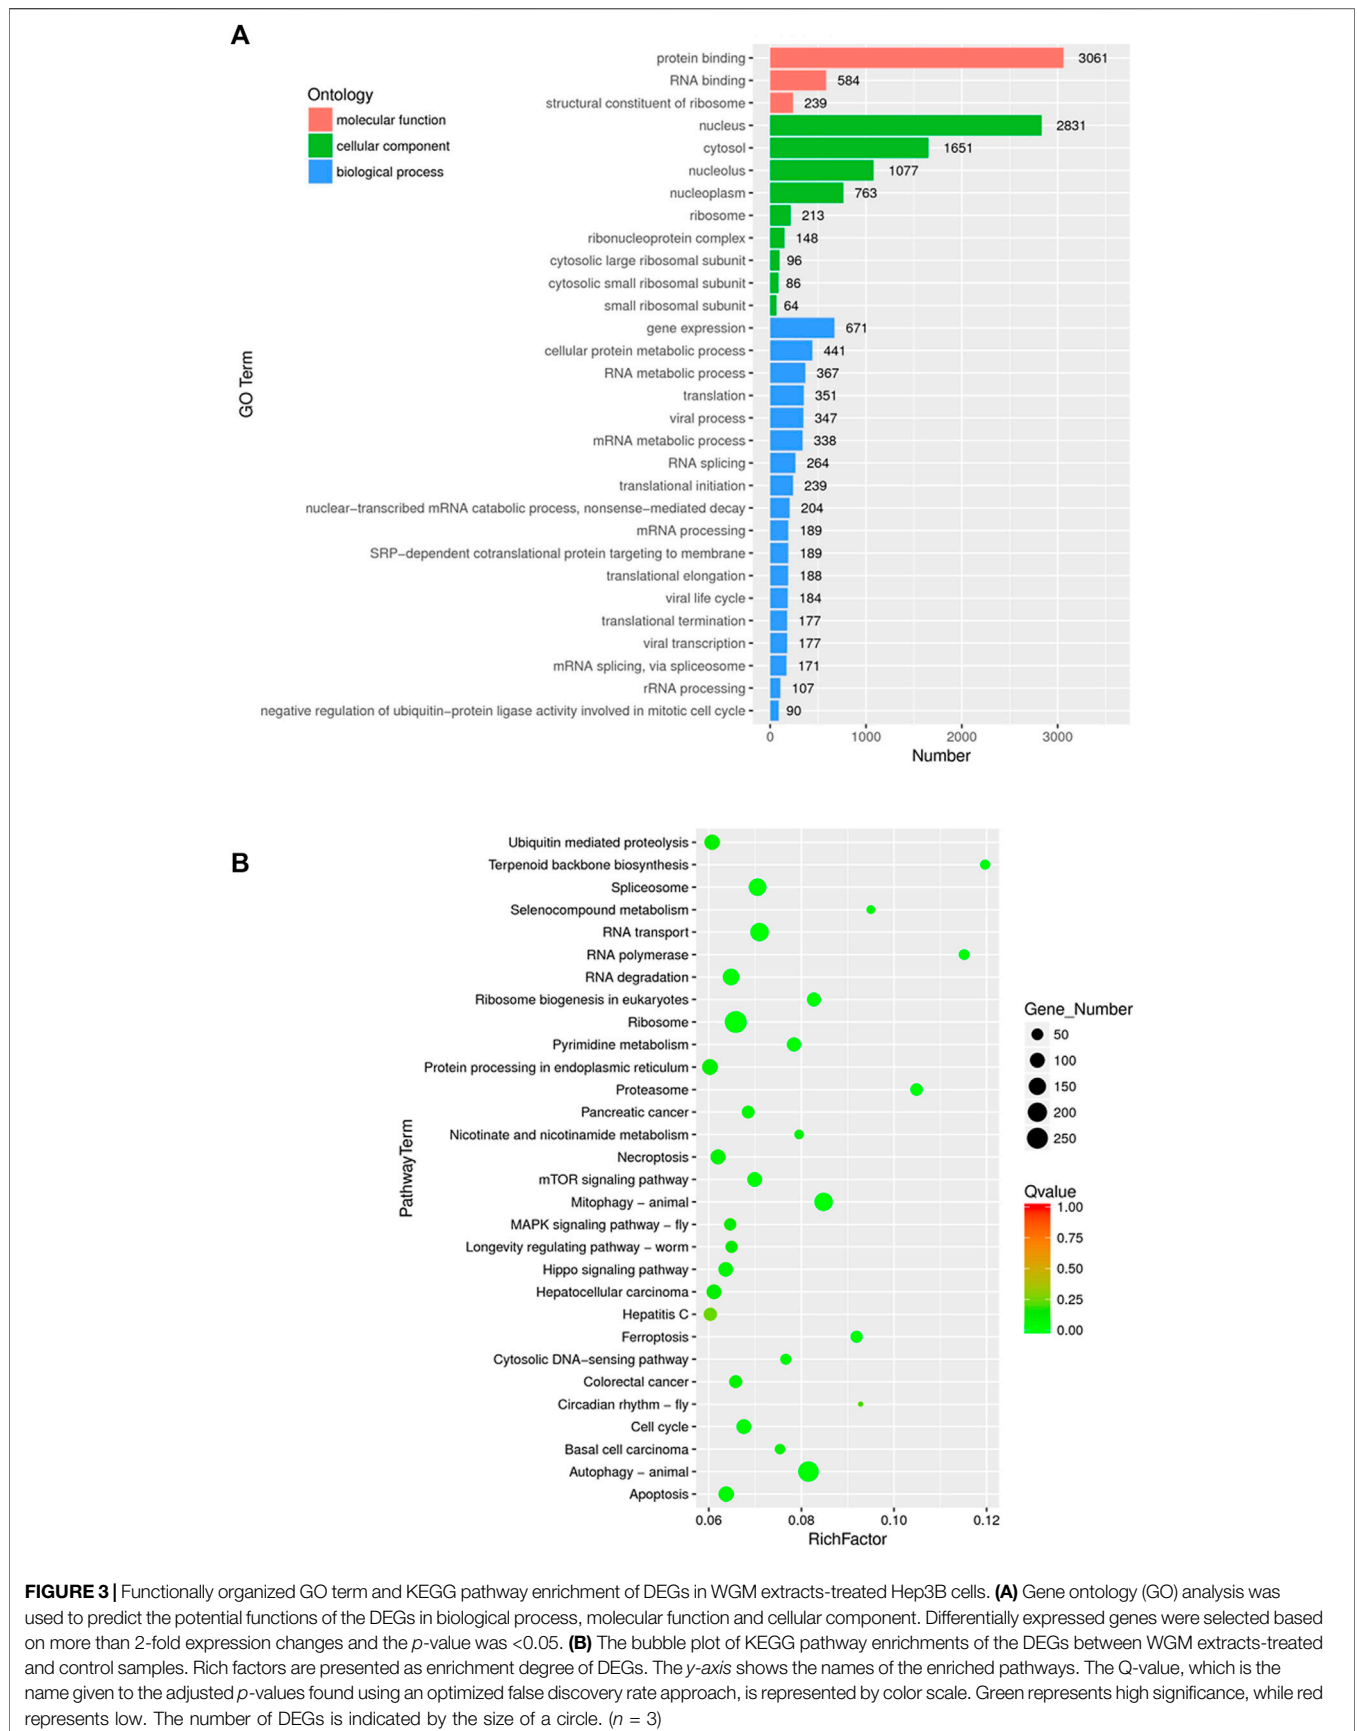 A
Ontology
molecular function
cellular component
biological process
GO Term
protein binding 3061
RNA binding 584
structural constituent of ribosome 239
nucleus 2831
cytosol 1651
nucleolus 1077
nucleoplasm 763
ribosome 213
ribonucleoprotein complex 148
cytosolic large ribosomal subunit 96
cytosolic small ribosomal subunit 86
small ribosomal subunit 64
gene expression 671
cellular protein metabolic process 441
RNA metabolic process 367
translation 351
viral process 347
mRNA metabolic process 338
RNA splicing 264
translational initiation 239
nuclear−transcribed mRNA catabolic process, nonsense−mediated decay 204
mRNA processing 189
SRP−dependent cotranslational protein targeting to membrane 189
translational elongation 188
viral life cycle 184
translational termination 177
viral transcription 177
mRNA splicing, via spliceosome 171
rRNA processing 107
negative regulation of ubiquitin−protein ligase activity involved in mitotic cell cycle 90
0 1000 2000 3000
Number
B
PathwayTerm
Ubiquitin mediated proteolysis
Terpenoid backbone biosynthesis
Spliceosome
Selenocompound metabolism
RNA transport
RNA polymerase
RNA degradation
Ribosome biogenesis in eukaryotes
Ribosome
Pyrimidine metabolism
Protein processing in endoplasmic reticulum
Proteasome
Pancreatic cancer
Nicotinate and nicotinamide metabolism
Necroptosis
mTOR signaling pathway
Mitophagy − animal
MAPK signaling pathway − fly
Longevity regulating pathway − worm
Hippo signaling pathway
Hepatocellular carcinoma
Hepatitis C
Ferroptosis
Cytosolic DNA−sensing pathway
Colorectal cancer
Circadian rhythm − fly
Cell cycle
Basal cell carcinoma
Autophagy − animal
Apoptosis
0.06 0.08 0.10 0.12
RichFactor
Gene_Number
50
100
150
200
250
Qvalue
1.00
0.75
0.50
0.25
0.00
FIGURE 3 | Functionally organized GO term and KEGG pathway enrichment of DEGs in WGM extracts-treated Hep3B cells. (A) Gene ontology (GO) analysis was
used to predict the potential functions of the DEGs in biological process, molecular function and cellular component. Differentially expressed genes were selected based
on more than 2-fold expression changes and the p-value was <0.05. (B) The bubble plot of KEGG pathway enrichments of the DEGs between WGM extracts-treated
and control samples. Rich factors are presented as enrichment degree of DEGs. The y-axis shows the names of the enriched pathways. The Q-value, which is the
name given to the adjusted p-values found using an optimized false discovery rate approach, is represented by color scale. Green represents high significance, while red
represents low. The number of DEGs is indicated by the size of a circle. (n = 3)